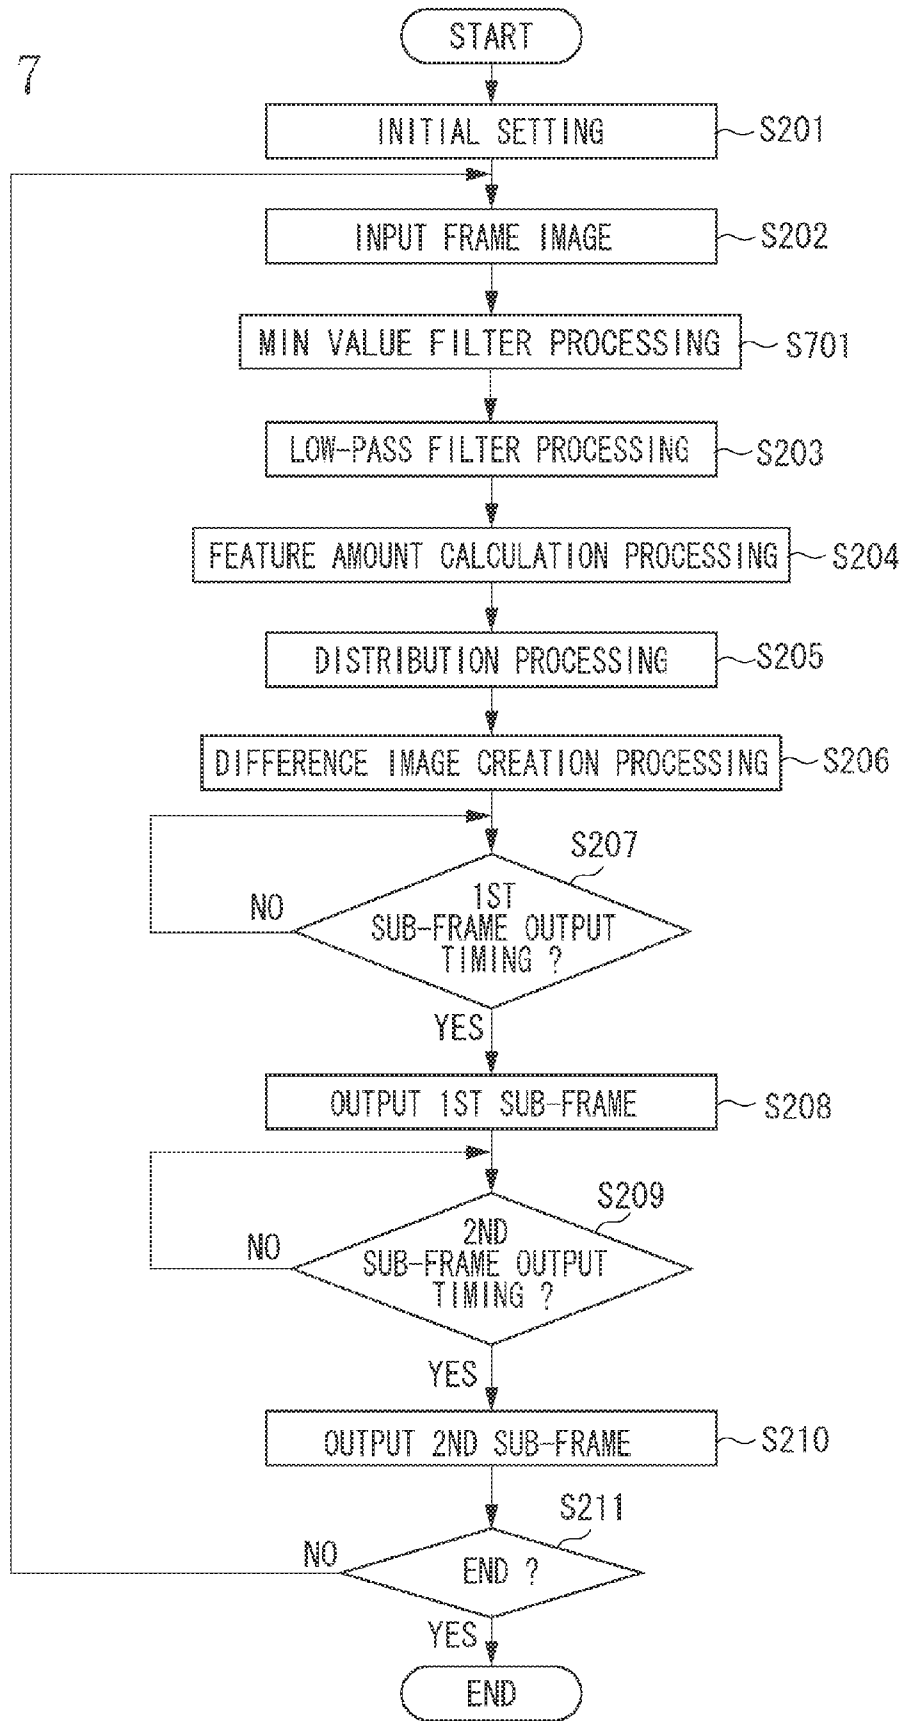 START
7
INITIAL SETTING
S201
INPUT FRAME IMAGE
S202
MIN VALUE FILTER PROCESSING
S701
LOW-PASS FILTER PROCESSING
S203
FEATURE AMOUNT CALCULATION PROCESSING
S204
DISTRIBUTION PROCESSING
S205
DIFFERENCE IMAGE CREATION PROCESSING
S206
S207
1ST
SUB-FRAME OUTPUT
TIMING ?
NO
YES
OUTPUT 1ST SUB-FRAME
S208
S209
2ND
SUB-FRAME OUTPUT
TIMING ?
NO
YES
OUTPUT 2ND SUB-FRAME
S210
S211
END ?
NO
YES
END